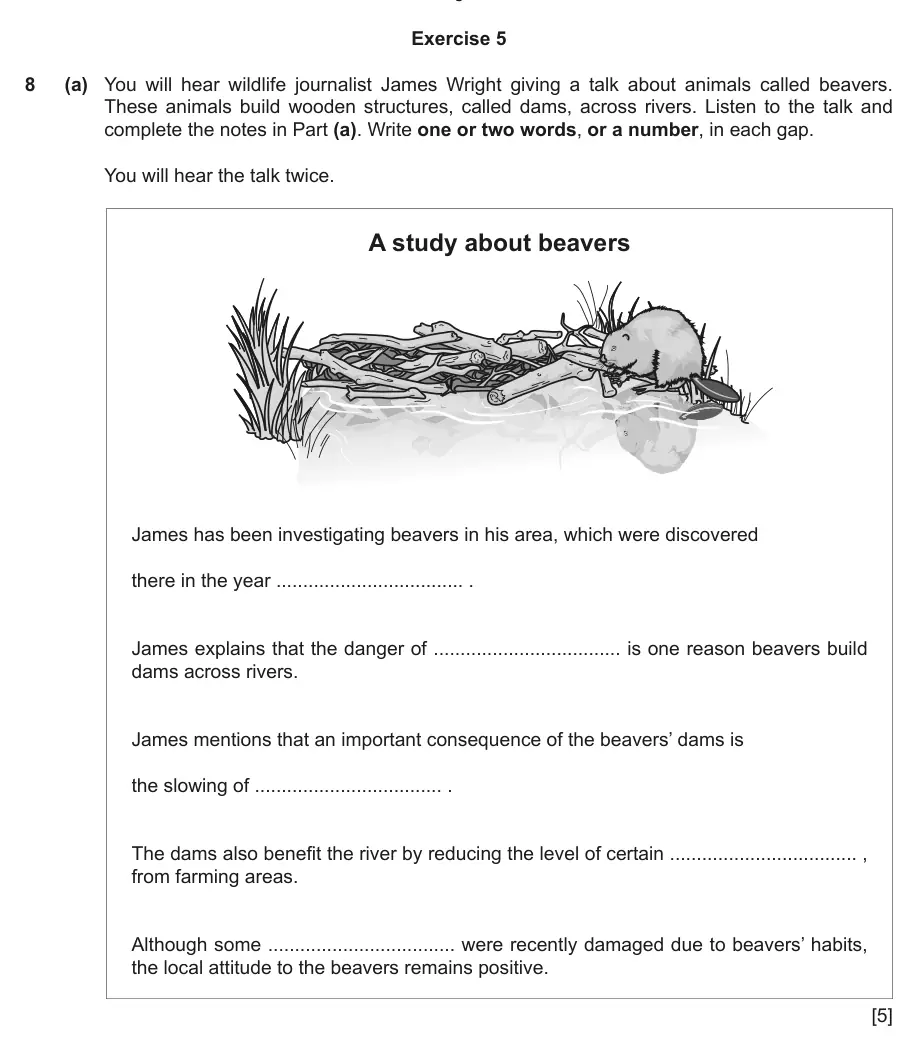 Exercise 5
8 (a) You will hear wildlife journalist James Wright giving a talk about animals called beavers.
These animals build wooden structures, called dams, across rivers. Listen to the talk and
complete the notes in Part (a). Write one or two words, or a number, in each gap.
You will hear the talk twice.
A study about beavers
James has been investigating beavers in his area, which were discovered
there in the year ................................... .
James explains that the danger of ................................... is one reason beavers build
dams across rivers.
James mentions that an important consequence of the beavers’ dams is
the slowing of ................................... .
The dams also benefit the river by reducing the level of certain ................................... ,
from farming areas.
Although some ................................... were recently damaged due to beavers’ habits,
the local attitude to the beavers remains positive.
[5]